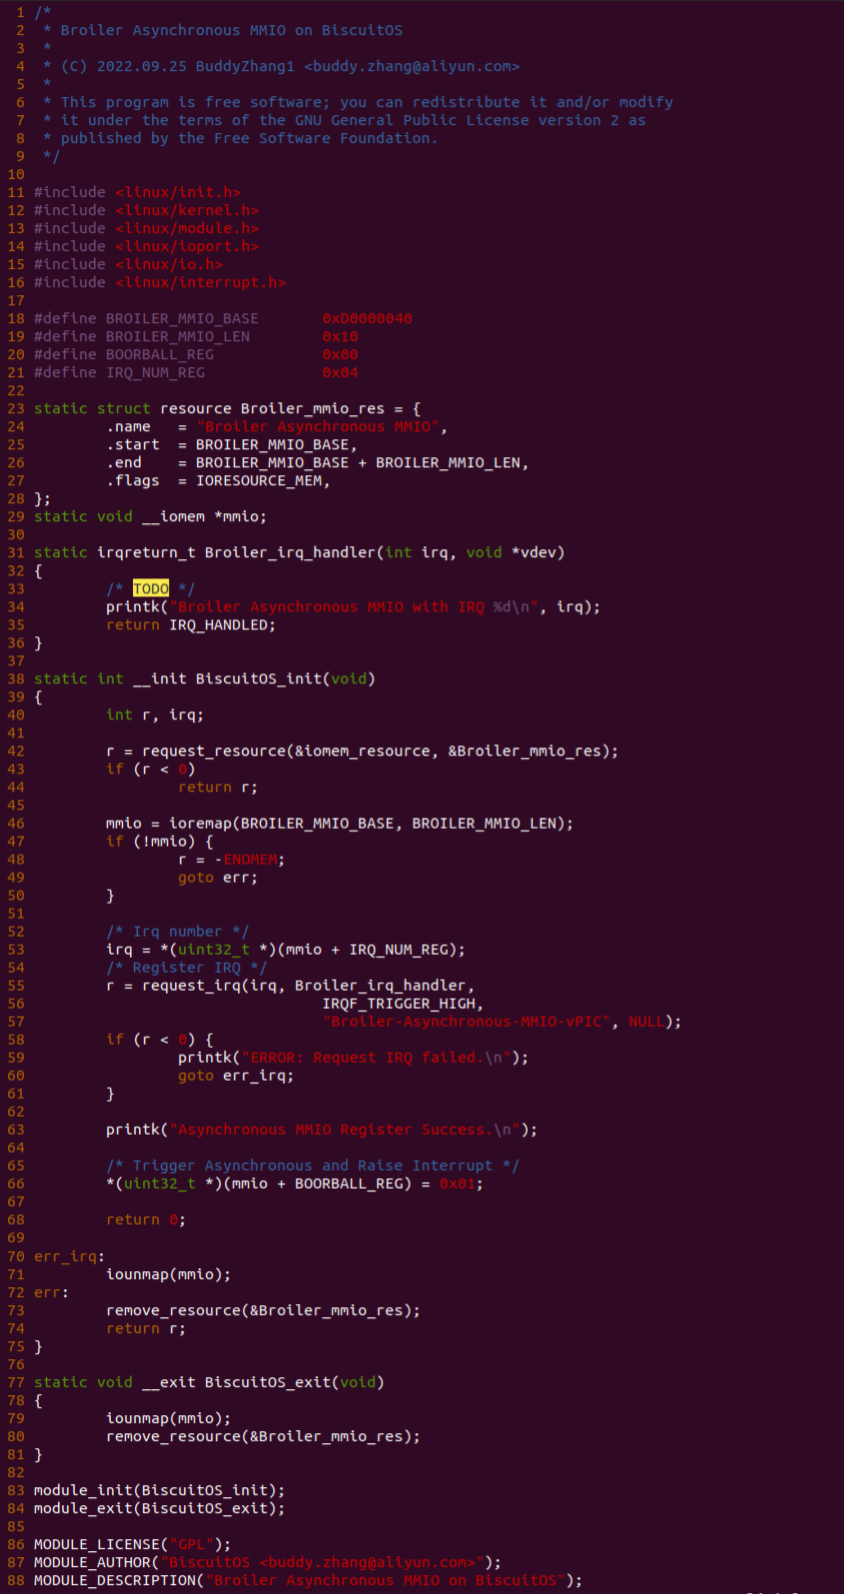 1 /*
2  * Broiler Asynchronous MMIO on BiscuitOS
3  *
4  * (C) 2022.09.25 BuddyZhang1 <buddy.zhang@aliyun.com>
5  *
6  * This program is free software; you can redistribute it and/or modify
7  * it under the terms of the GNU General Public License version 2 as
8  * published by the Free Software Foundation.
9  */
10
11 #include <linux/init.h>
12 #include <linux/kernel.h>
13 #include <linux/module.h>
14 #include <linux/ioport.h>
15 #include <linux/io.h>
16 #include <linux/interrupt.h>
17
18 #define BROILER_MMIO_BASE       0xD0000040
19 #define BROILER_MMIO_LEN        0x10
20 #define BOORBALL_REG            0x00
21 #define IRQ_NUM_REG             0x04
22
23 static struct resource Broiler_mmio_res = {
24         .name   = "Broiler Asynchronous MMIO",
25         .start  = BROILER_MMIO_BASE,
26         .end    = BROILER_MMIO_BASE + BROILER_MMIO_LEN,
27         .flags  = IORESOURCE_MEM,
28 };
29 static void __iomem *mmio;
30
31 static irqreturn_t Broiler_irq_handler(int irq, void *vdev)
32 {
33         /* TODO */
34         printk("Broiler Asynchronous MMIO with IRQ %d\n", irq);
35         return IRQ_HANDLED;
36 }
37
38 static int __init BiscuitOS_init(void)
39 {
40         int r, irq;
41
42         r = request_resource(&iomem_resource, &Broiler_mmio_res);
43         if (r < 0)
44                 return r;
45
46         mmio = ioremap(BROILER_MMIO_BASE, BROILER_MMIO_LEN);
47         if (!mmio) {
48                 r = -ENOMEM;
49                 goto err;
50         }
51
52         /* Irq number */
53         irq = *(uint32_t *)(mmio + IRQ_NUM_REG);
54         /* Register IRQ */
55         r = request_irq(irq, Broiler_irq_handler,
56                                 IRQF_TRIGGER_HIGH,
57                                 "Broiler-Asynchronous-MMIO-vPIC", NULL);
58         if (r < 0) {
59                 printk("ERROR: Request IRQ failed.\n");
60                 goto err_irq;
61         }
62
63         printk("Asynchronous MMIO Register Success.\n");
64
65         /* Trigger Asynchronous and Raise Interrupt */
66         *(uint32_t *)(mmio + BOORBALL_REG) = 0x01;
67
68         return 0;
69
70 err_irq:
71         iounmap(mmio);
72 err:
73         remove_resource(&Broiler_mmio_res);
74         return r;
75 }
76
77 static void __exit BiscuitOS_exit(void)
78 {
79         iounmap(mmio);
80         remove_resource(&Broiler_mmio_res);
81 }
82
83 module_init(BiscuitOS_init);
84 module_exit(BiscuitOS_exit);
85
86 MODULE_LICENSE("GPL");
87 MODULE_AUTHOR("BiscuitOS <buddy.zhang@aliyun.com>");
88 MODULE_DESCRIPTION("Broiler Asynchronous MMIO on BiscuitOS");